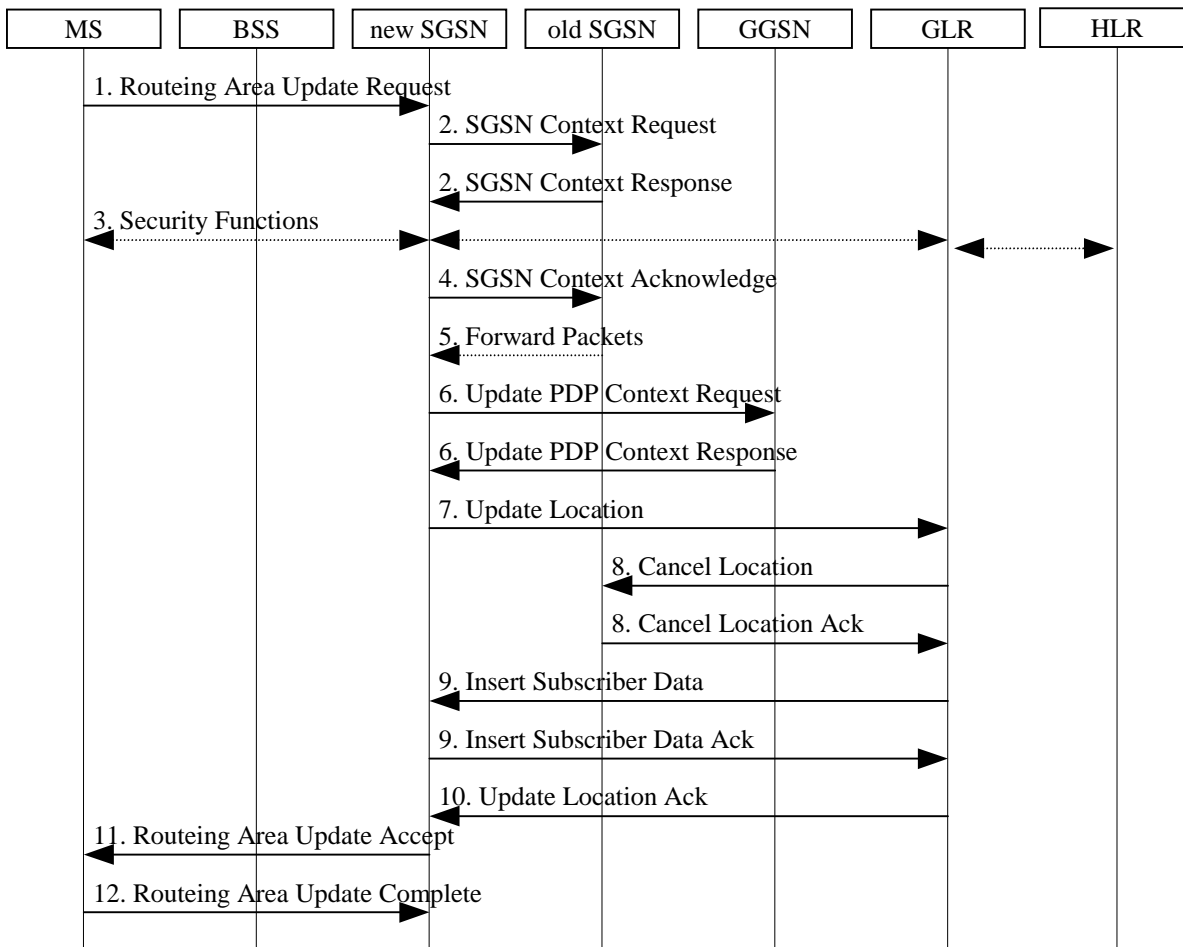 MS
BSS
new SGSN
old SGSN
GGSN
GLR
HLR
1. Routeing Area Update Request
2. SGSN Context Request
2. SGSN Context Response
3. Security Functions
4. SGSN Context Acknowledge
5. Forward Packets
6. Update PDP Context Request
6. Update PDP Context Response
7. Update Location
8. Cancel Location
8. Cancel Location Ack
9. Insert Subscriber Data
9. Insert Subscriber Data Ack
10. Update Location Ack
11. Routeing Area Update Accept
12. Routeing Area Update Complete